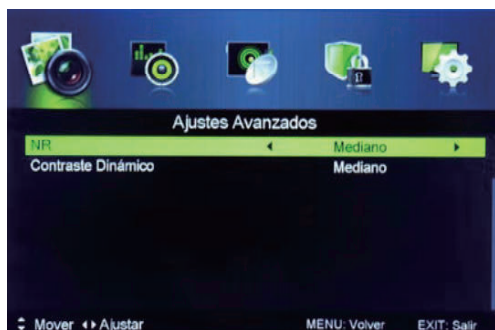 Ajustes Avanzados
NR Mediano
Contraste Dinámico Mediano
Mover Ajustar MENU: Volver EXIT: Salir